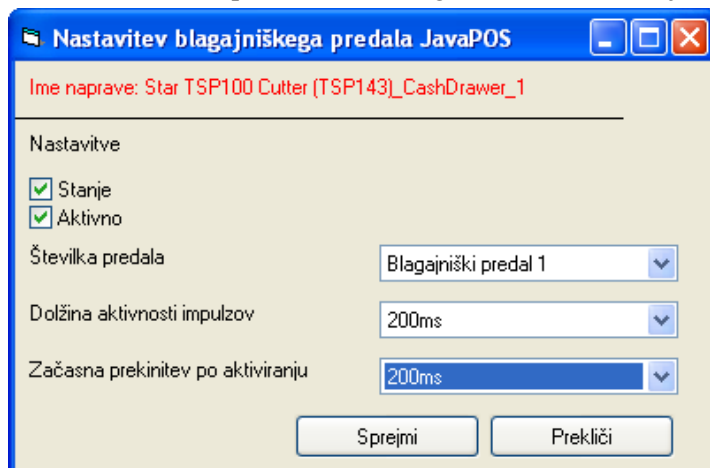 Nastavitev blagajniškega predala JavaPOS
Ime naprave: Star TSP100 Cutter (TSP143)_CashDrawer_1
Nastavitve
Stanje
Aktivno
Številka predala
Blagajniški predal 1
Dolžina aktivnosti impulzov
200ms
Začasna prekinitev po aktiviranju
200ms
Sprejmi
Prekliči